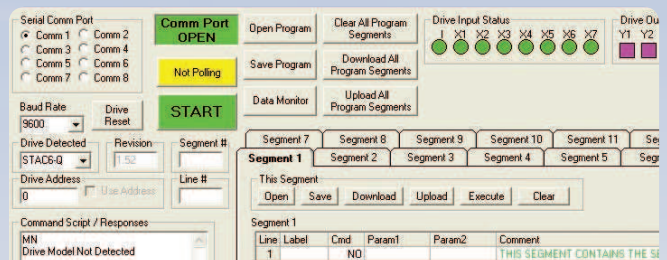 Serial Comm Port
Comm 1 Comm 2
Comm 3 Comm 4
Comm 5 Comm 6
Comm 7 Comm 8
Comm Port
OPEN
Not Polling
START
Baud Rate
9600
Drive
Reset
Drive Detected
STAC6-Q
Revision
1.52
Segment #
Drive Address
0
Use Address
Line #
Command Script / Responses
MN
Drive Model Not Detected
Open Program
Save Program
Data Monitor
Clear All Program
Segments
Download All
Program Segments
Upload All
Program Segments
Drive Input Status
I X1 X2 X3 X4 X5 X6 X7
Drive Ou
Y1 Y2
Segment 7 Segment 8 Segment 9 Segment 10 Segment 11 Se
Segment 1 Segment 2 Segment 3 Segment 4 Segment 5 Segm
This Segment
Open Save Download Upload Execute Clear
Segment 1
Line Label Cmd Param1 Param2 Comment
1 NO THIS SEGMENT CONTAINS THE SE